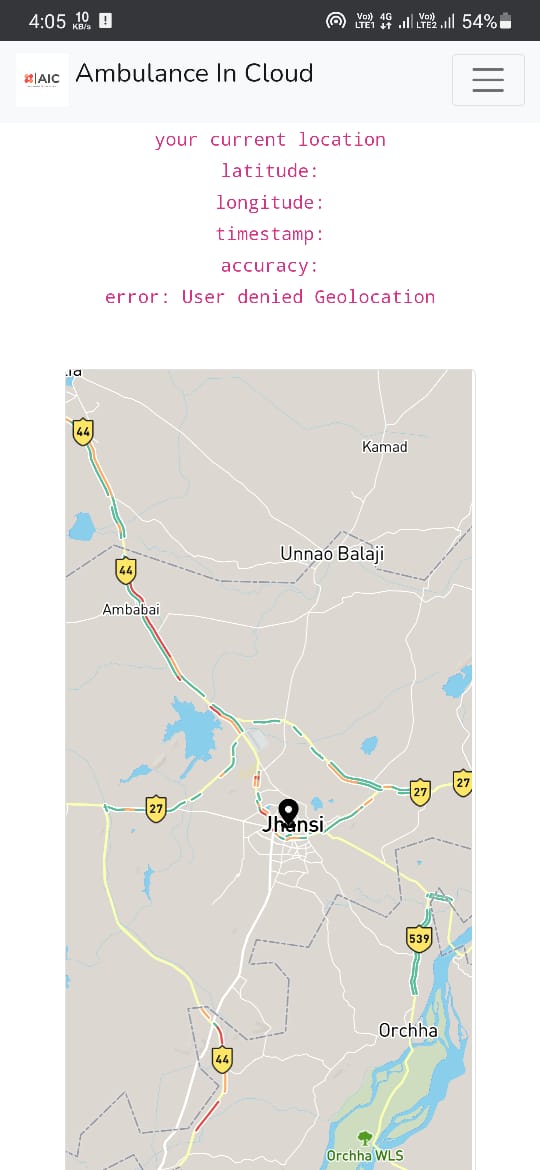 4:05 10 KB/s ! Vo)) LTE1 4G Vo)) LTE2 54%
AIC Ambulance In Cloud
your current location
latitude:
longitude:
timestamp:
accuracy:
error: User denied Geolocation
44
Kamad
Unnao Balaji
44
Ambabai
27
27
27
Jhansi
539
Orchha
44
Orchha WLS